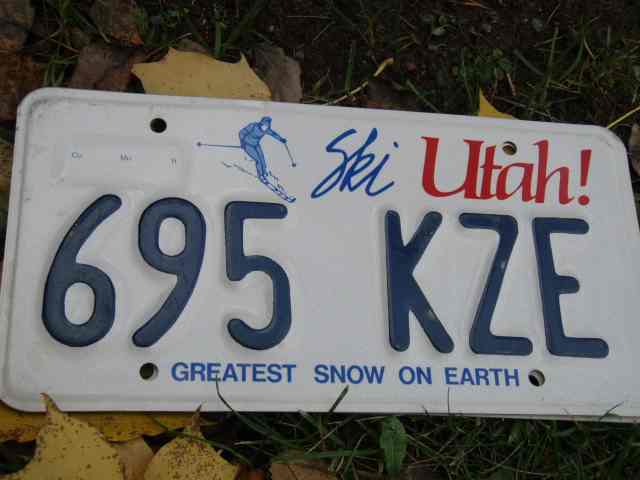 Ski Utah!
695 KZE
GREATEST SNOW ON EARTH